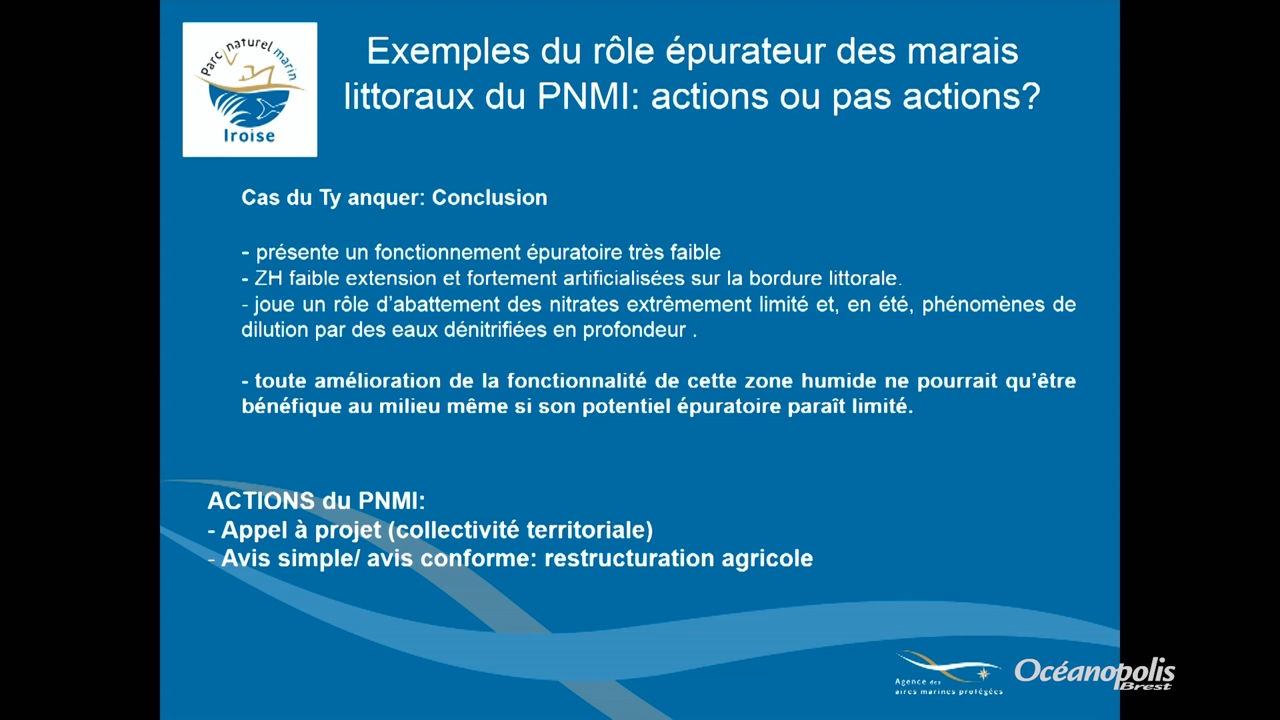 Parc naturel marin
Iroise
Exemples du rôle épurateur des marais
littoraux du PNMI: actions ou pas actions?
Cas du Ty anquer: Conclusion
- présente un fonctionnement épuratoire très faible
- ZH faible extension et fortement artificialisées sur la bordure littorale.
- joue un rôle d'abattement des nitrates extrêmement limité et, en été, phénomènes de
dilution par des eaux dénitrifiées en profondeur .
- toute amélioration de la fonctionnalité de cette zone humide ne pourrait qu'être
bénéfique au milieu même si son potentiel épuratoire paraît limité.
ACTIONS du PNMI:
- Appel à projet (collectivité territoriale)
- Avis simple/ avis conforme: restructuration agricole
Agence des
aires marines protégées
Océanopolis
Brest